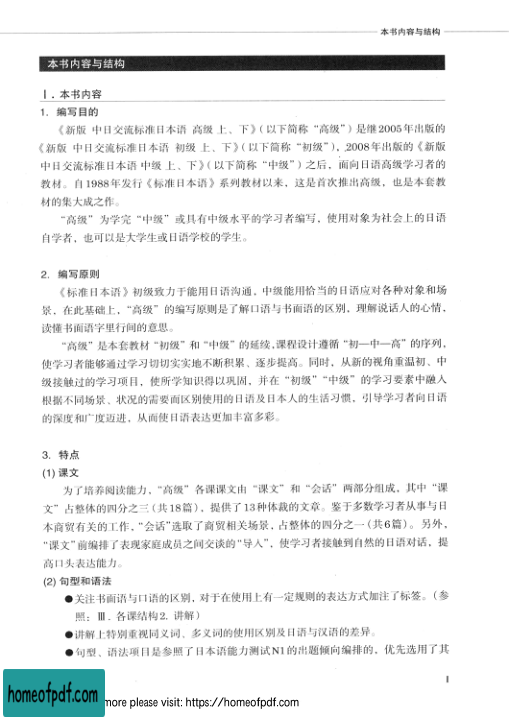 本书内容与结构
本书内容与结构
Ⅰ. 本书内容
1. 编写目的
《新版 中日交流标准日本语 高级 上、下》(以下简称“高级”)是继2005年出版的
《新版 中日交流标准日本语 初级 上、下》(以下简称“初级”),2008年出版的《新版
中日交流标准日本语 中级 上、下》(以下简称“中级”)之后,面向日语高级学习者的
教材。自1988年发行《标准日本语》系列教材以来,这是首次推出高级,也是本套教
材的集大成之作。
“高级”为学完“中级”或具有中级水平的学习者编写,使用对象为社会上的日语
自学者,也可以是大学生或日语学校的学生。
2. 编写原则
《标准日本语》初级致力于能用日语沟通,中级能用恰当的日语应对各种对象和场
景,在此基础上,“高级”的编写原则是了解口语与书面语的区别,理解说话人的心情,
读懂书面语字里行间的意思。
“高级”是本套教材“初级”和“中级”的延续,课程设计遵循“初—中—高”的序列,
使学习者能够通过学习切切实实地不断积累、逐步提高。同时,从新的视角重温初、中
级接触过的学习项目,使所学知识得以巩固,并在“初级”“中级”的学习要素中融入
根据不同场景、状况的需要而区别使用的日语及日本人的生活习惯,引导学习者向日语
的深度和广度迈进,从而使日语表达更加丰富多彩。
3. 特点
(1) 课文
为了培养阅读能力,“高级”各课课文由“课文”和“会话”两部分组成,其中“课
文”占整体的四分之三(共18篇),提供了13种体裁的文章。鉴于多数学习者从事与日
本商贸有关的工作,“会话”选取了商贸相关场景,占整体的四分之一(共6篇)。另外,
“课文”前编排了表现家庭成员之间交谈的“导入”,使学习者接触到自然的日语对话,提
高口头表达能力。
(2) 句型和语法
●关注书面语与口语的区别,对于在使用上有一定规则的表达方式加注了标签。(参
照:Ⅲ. 各课结构2. 讲解)
●讲解上特别重视同义词、多义词的使用区别及日语与汉语的差异。
●句型、语法项目是参照了日本语能力测试N1的出题倾向编排的,优先选用了其
1
homeofpdf.com
more please visit: https://homeofpdf.com